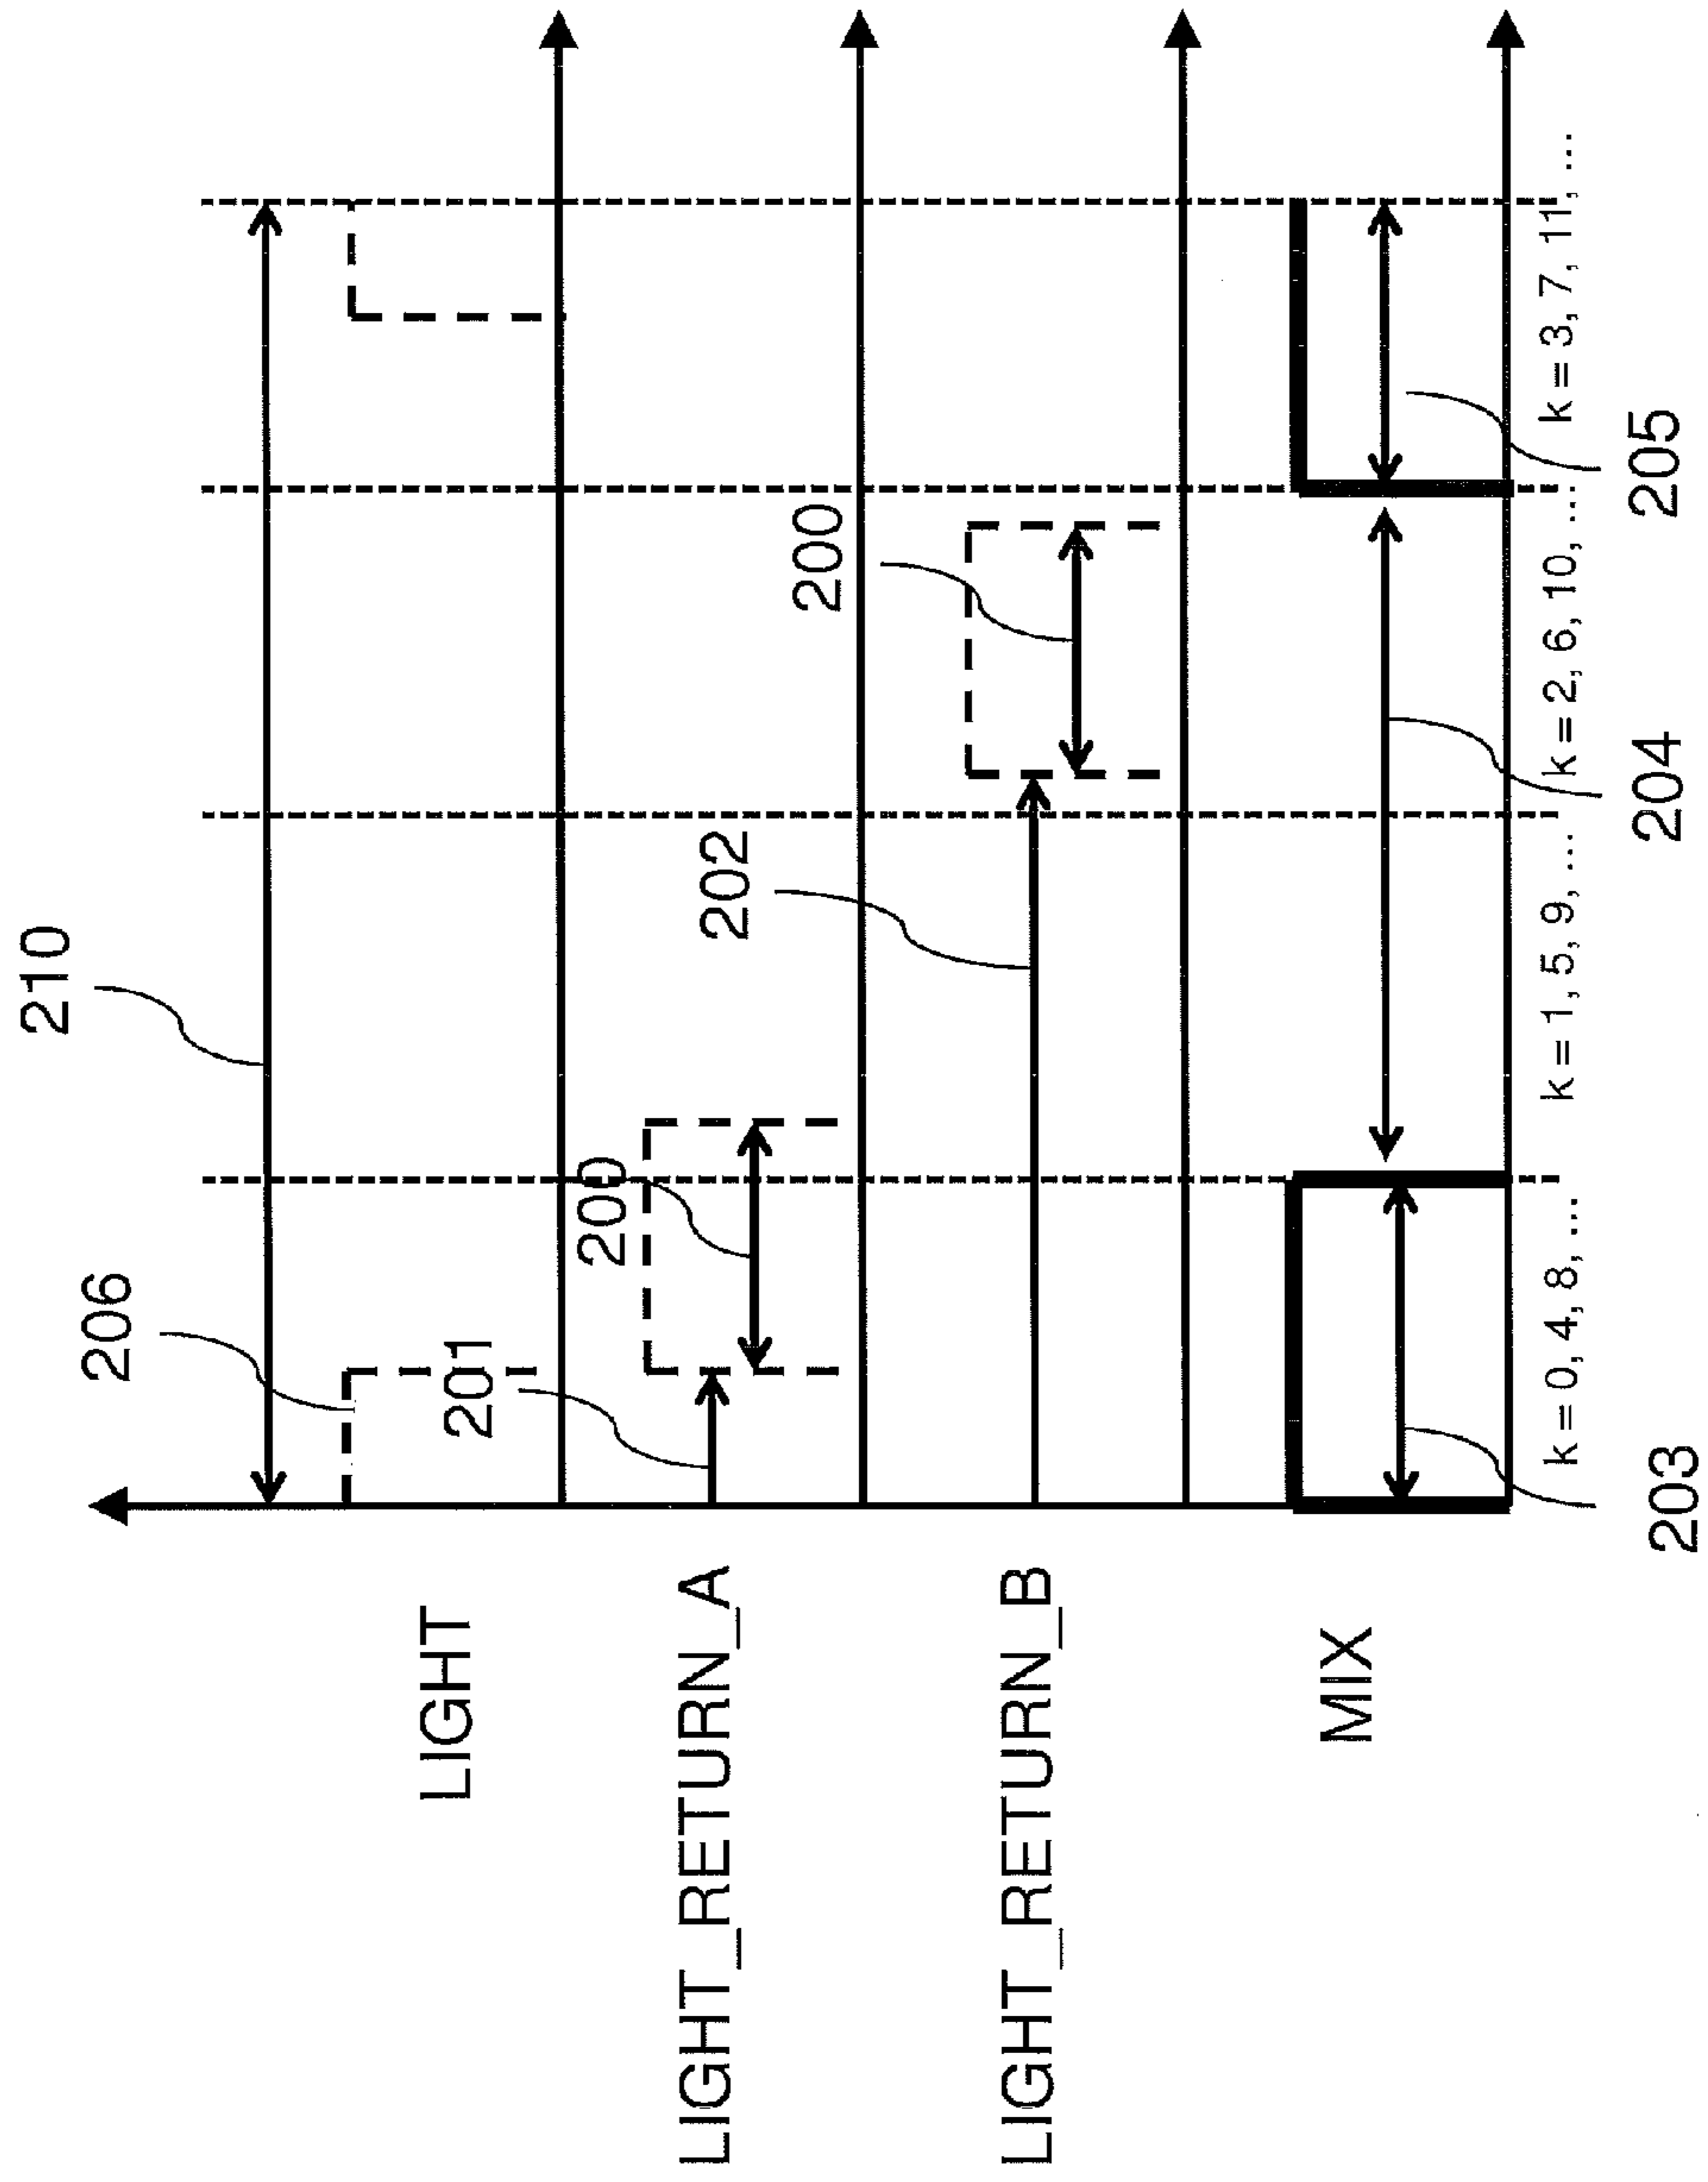 210
206
LIGHT
201
200
LIGHT_RETURN_A
202
200
LIGHT_RETURN_B
MIX
k = 0, 4, 8, ...
k = 1, 5, 9, ...
k = 2, 6, 10, ...
k = 3, 7, 11, ...
203
204
205